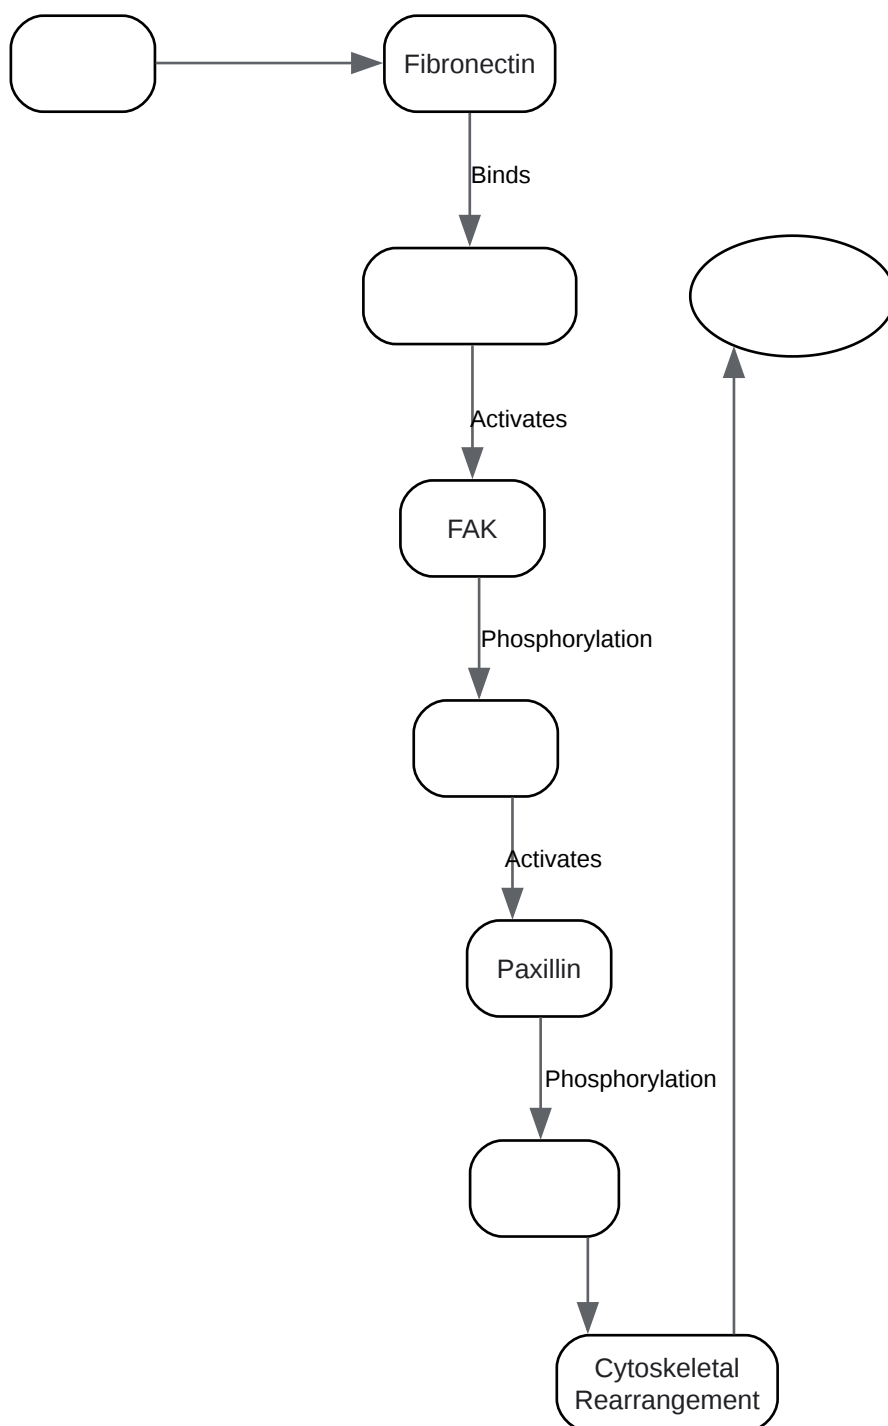 Fibronectin
Binds
Activates
FAK
Phosphorylation
Activates
Paxillin
Phosphorylation
Cytoskeletal
Rearrangement